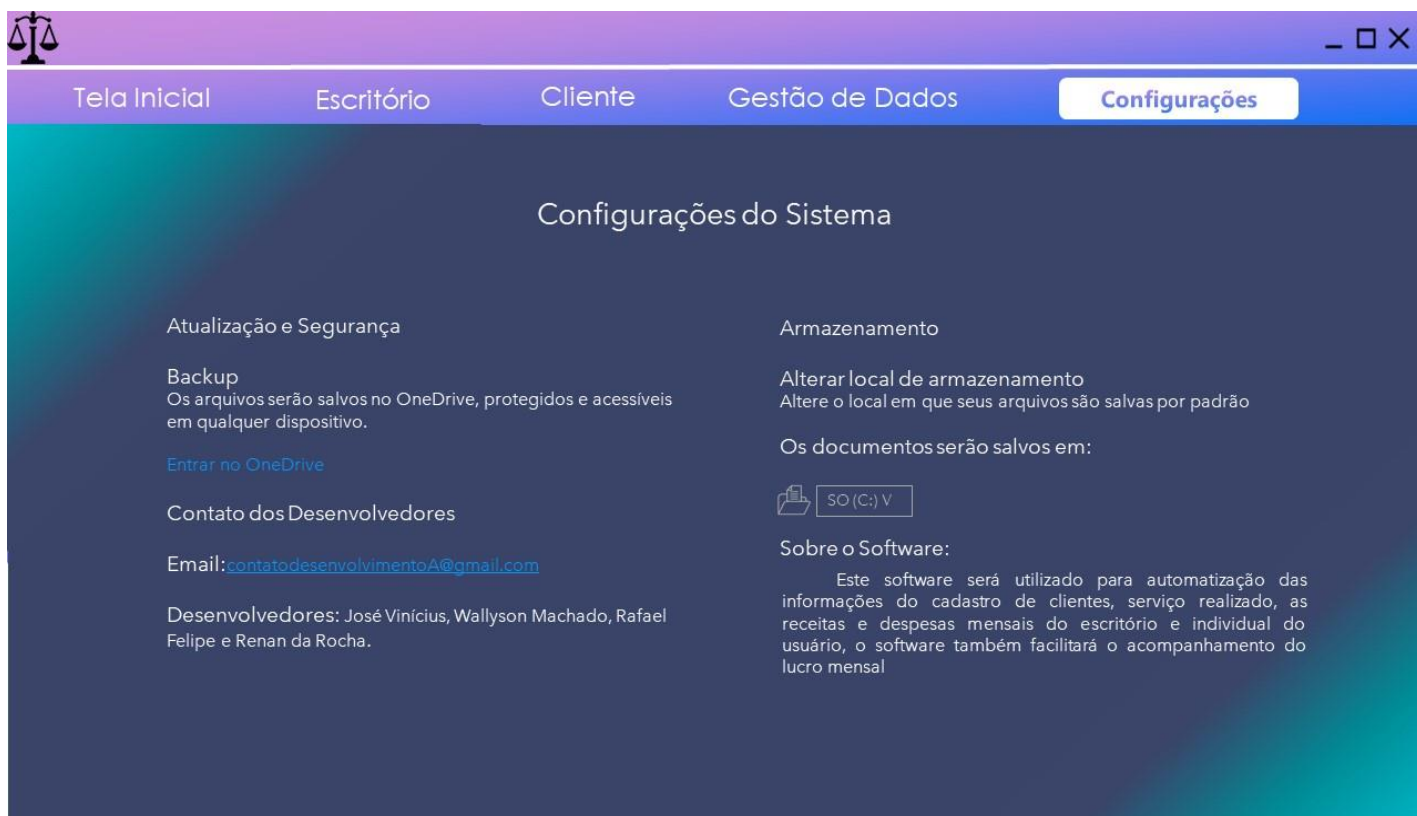 Tela Inicial
Escritório
Cliente
Gestão de Dados
Configurações
Configurações do Sistema
Atualização e Segurança
Backup
Os arquivos serão salvos no OneDrive, protegidos e acessíveis
em qualquer dispositivo.
Entrar no OneDrive
Contato dos Desenvolvedores
Email:contatodesenvolvimentoA@gmail.com
Desenvolvedores: José Vinícius, Wallyson Machado, Rafael
Felipe e Renan da Rocha.
Armazenamento
Alterar local de armazenamento
Altere o local em que seus arquivos são salvas por padrão
Os documentos serão salvos em:
SO (C:) V
Sobre o Software:
Este software será utilizado para automatização das
informações do cadastro de clientes, serviço realizado, as
receitas e despesas mensais do escritório e individual do
usuário, o software também facilitará o acompanhamento do
lucro mensal